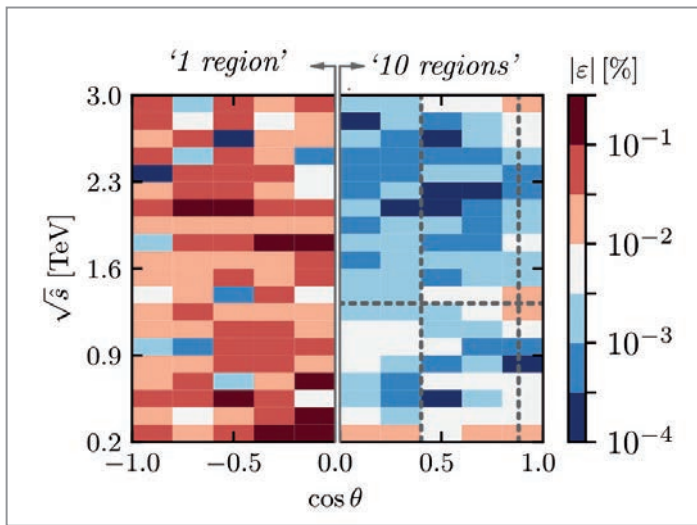 ‘1 region’ ‘10 regions’ |ε| [%]
3.0
2.3
1.6
0.9
0.2
√ŝ [TeV]
−1.0 −0.5 0.0 0.5 1.0
cos θ
10⁻¹
10⁻²
10⁻³
10⁻⁴